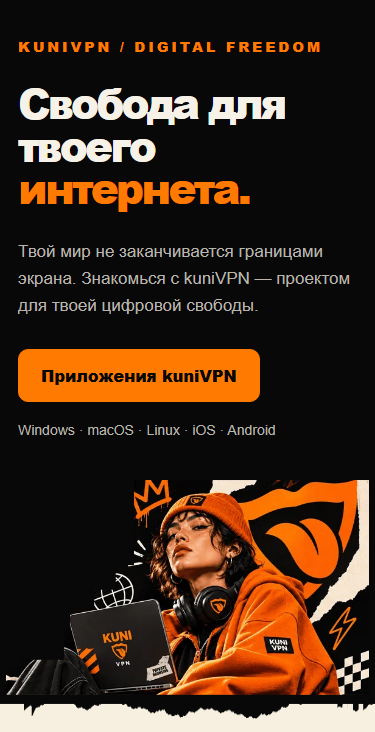 KUNIVPN / DIGITAL FREEDOM
Свобода для
твоего
интернета.
Твой мир не заканчивается границами
экрана. Знакомься с kuniVPN — проектом
для твоей цифровой свободы.
Приложения kuniVPN
Windows · macOS · Linux · iOS · Android
KUNI
VPN
KUNI
VPN